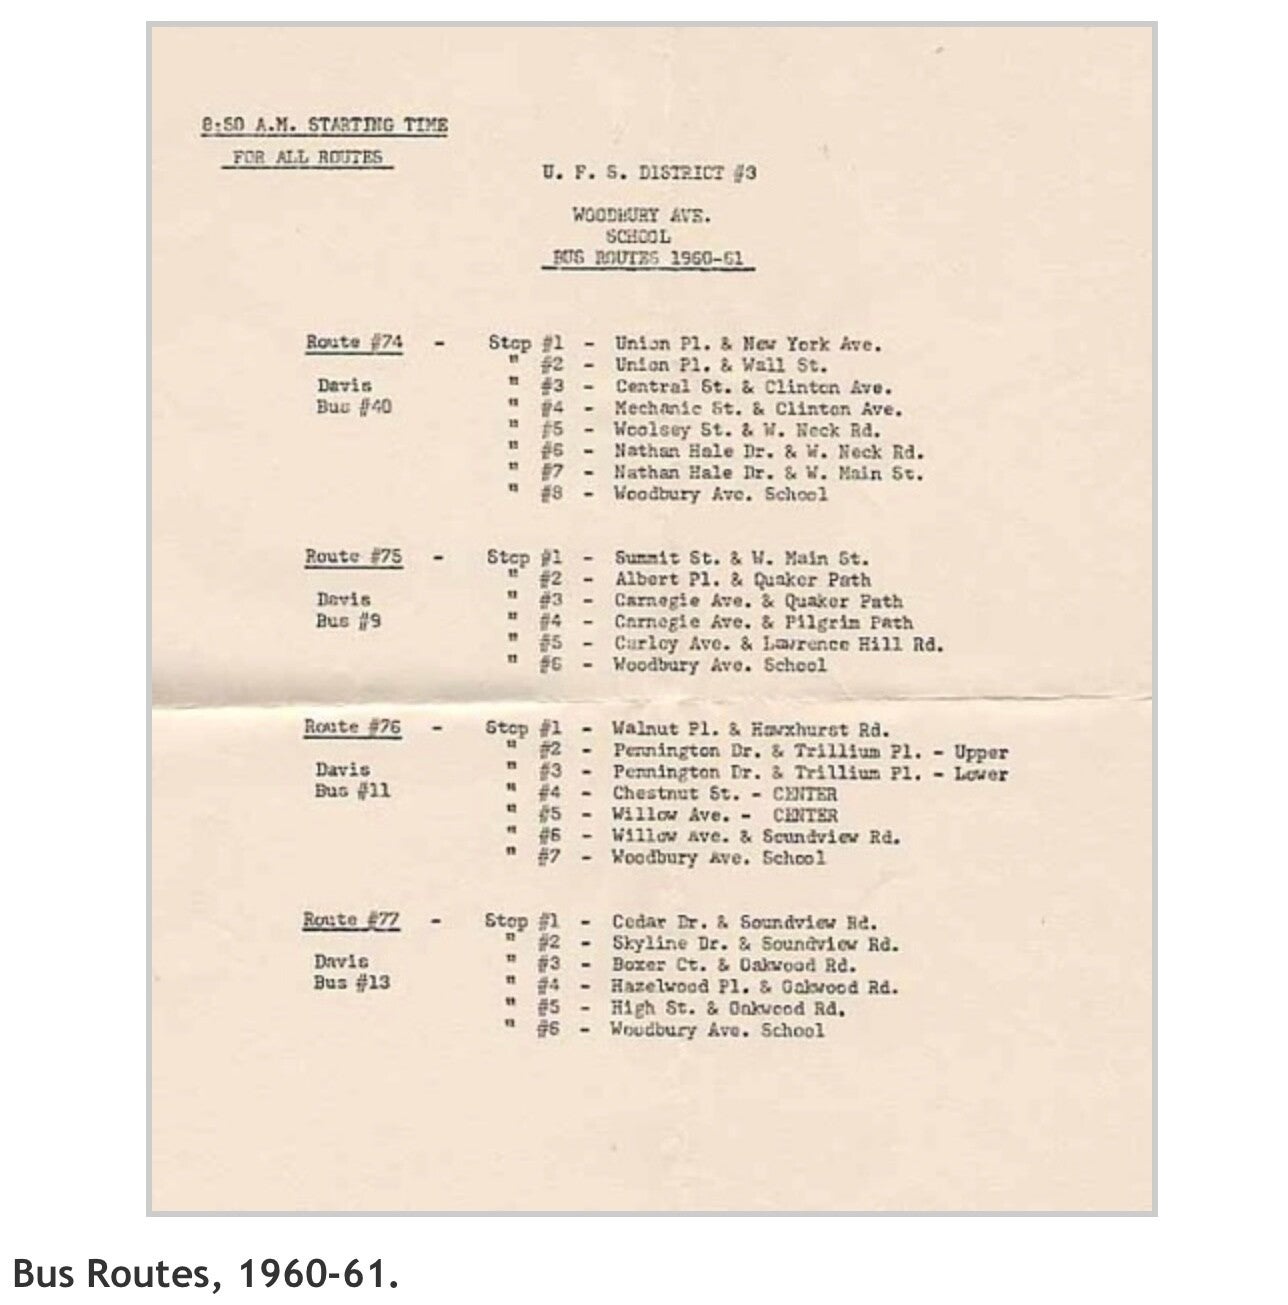 8:50 A.M. STARTING TIME
FOR ALL ROUTES
U. F. S. DISTRICT #3
WOODBURY AVE.
SCHOOL
BUS ROUTES 1960-61
Route #74 - Stop #1 - Union Pl. & New York Ave.
" #2 - Union Pl. & Wall St.
Davis " #3 - Central St. & Clinton Ave.
Bus #40 " #4 - Mechanic St. & Clinton Ave.
" #5 - Woolsey St. & W. Neck Rd.
" #6 - Nathan Hale Dr. & W. Neck Rd.
" #7 - Nathan Hale Dr. & W. Main St.
" #8 - Woodbury Ave. School
Route #75 - Stop #1 - Summit St. & W. Main St.
" #2 - Albert Pl. & Quaker Path
Davis " #3 - Carnegie Ave. & Quaker Path
Bus #9 " #4 - Carnegie Ave. & Pilgrim Path
" #5 - Curley Ave. & Lawrence Hill Rd.
" #6 - Woodbury Ave. School
Route #76 - Stop #1 - Walnut Pl. & Hawxhurst Rd.
" #2 - Pennington Dr. & Trillium Pl. - Upper
Davis " #3 - Pennington Dr. & Trillium Pl. - Lower
Bus #11 " #4 - Chestnut St. - CENTER
" #5 - Willow Ave. - CENTER
" #6 - Willow Ave. & Soundview Rd.
" #7 - Woodbury Ave. School
Route #77 - Stop #1 - Cedar Dr. & Soundview Rd.
" #2 - Skyline Dr. & Soundview Rd.
Davis " #3 - Boxer Ct. & Oakwood Rd.
Bus #13 " #4 - Hazelwood Pl. & Oakwood Rd.
" #5 - High St. & Oakwood Rd.
" #6 - Woodbury Ave. School
Bus Routes, 1960-61.